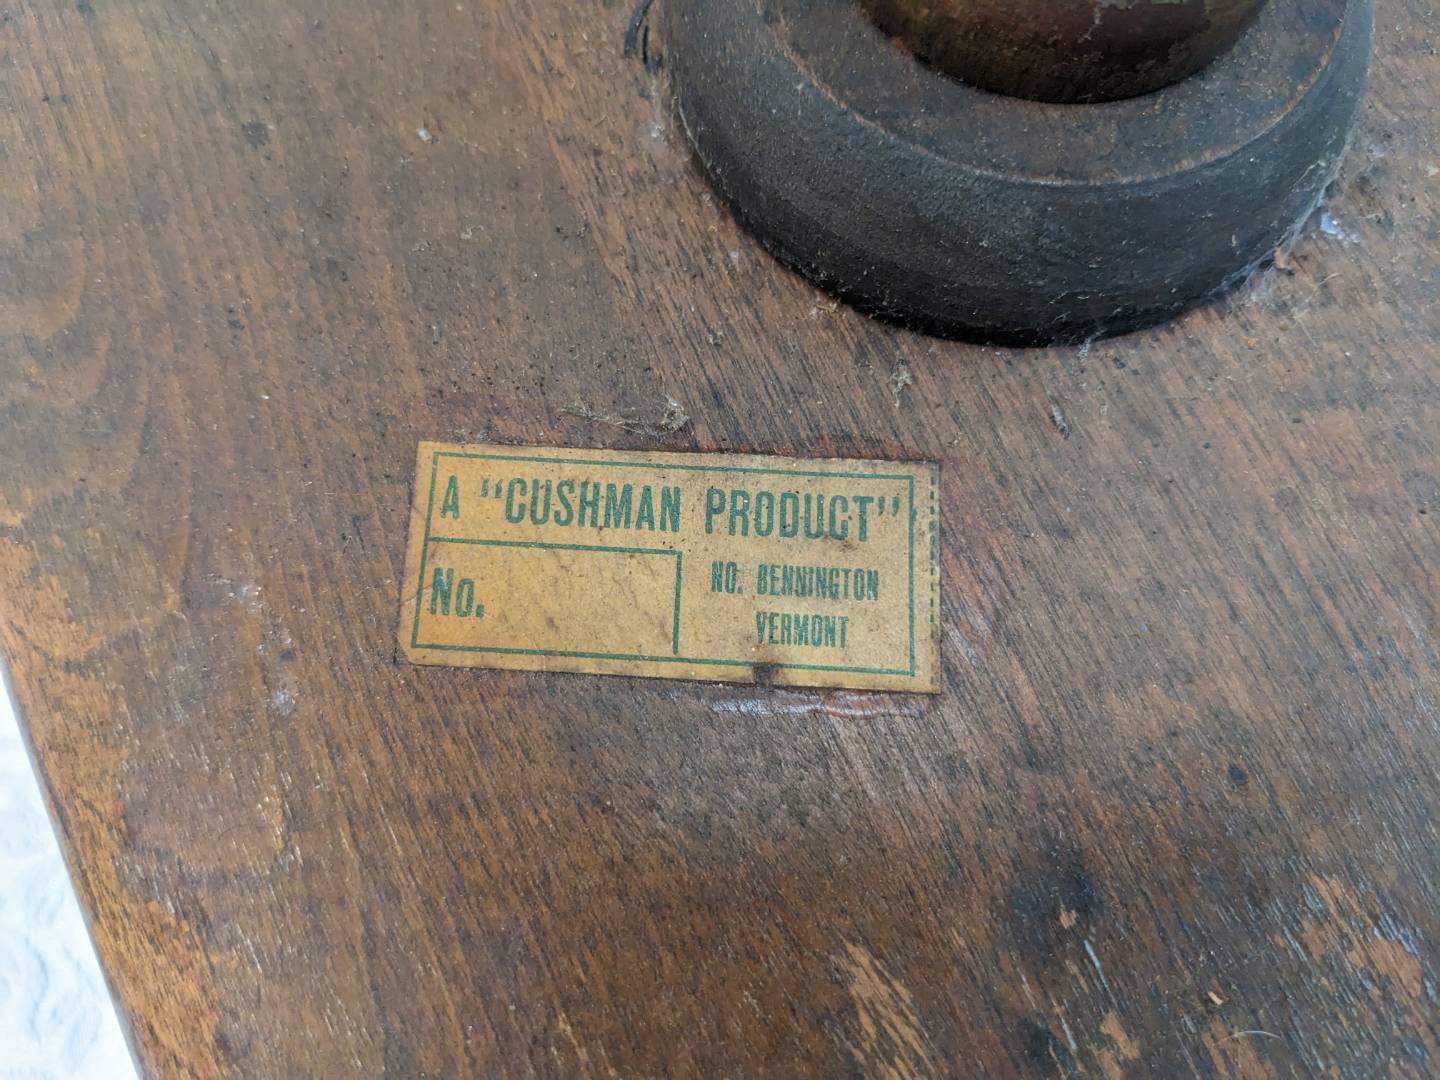 A "CUSHMAN PRODUCT"
No.
NO. BENNINGTON
VERMONT